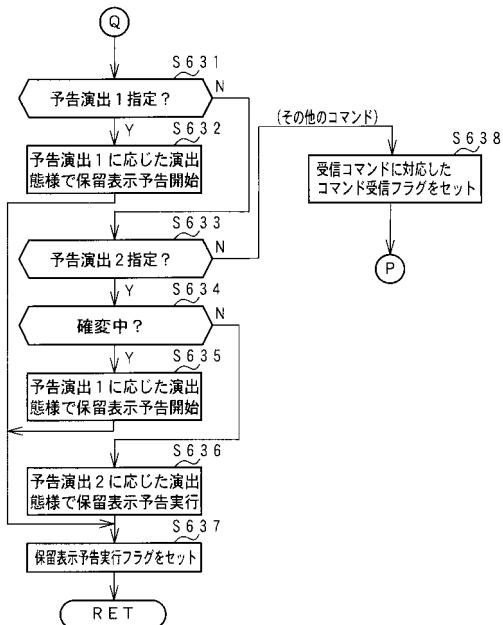 Q
S631
予告演出1指定?
N
Y
S632
予告演出1に応じた演出
態様で保留表示予告開始
S633
予告演出2指定?
N
(その他のコマンド)
S638
受信コマンドに対応した
コマンド受信フラグをセット
P
Y
S634
確変中?
N
Y
S635
予告演出1に応じた演出
態様で保留表示予告開始
S636
予告演出2に応じた演出
態様で保留表示予告実行
S637
保留表示予告実行フラグをセット
RET